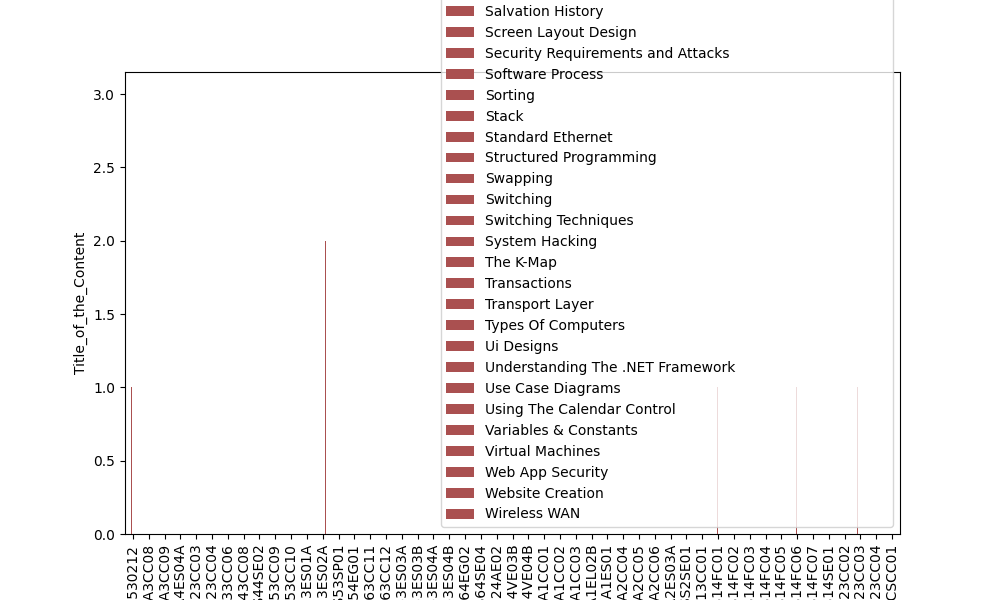 Salvation History
Screen Layout Design
Security Requirements and Attacks
Software Process
Sorting
Stack
Standard Ethernet
Structured Programming
Swapping
Switching
Switching Techniques
System Hacking
The K-Map
Transactions
Transport Layer
Types Of Computers
Ui Designs
Understanding The .NET Framework
Use Case Diagrams
Using The Calendar Control
Variables & Constants
Virtual Machines
Web App Security
Website Creation
Wireless WAN
Title_of_the_Content
3.0
2.5
2.0
1.5
1.0
0.5
0.0
530212
A3CC08
A3CC09
4ES04A
23CC03
23CC04
33CC06
43CC08
44SE02
53CC09
53CC10
3ES01A
3ES02A
53SP01
54EG01
63CC11
63CC12
3ES03A
3ES03B
3ES04A
3ES04B
64EG02
64SE04
24AE02
4VE03B
4VE04B
A1CC01
A1CC02
A1CC03
1EL02B
A1ES01
A2CC04
A2CC05
A2CC06
2ES03A
S2SE01
13CC01
14FC01
14FC02
14FC03
14FC04
14FC05
14FC06
14FC07
14SE01
23CC02
23CC03
23CC04
CSCC01